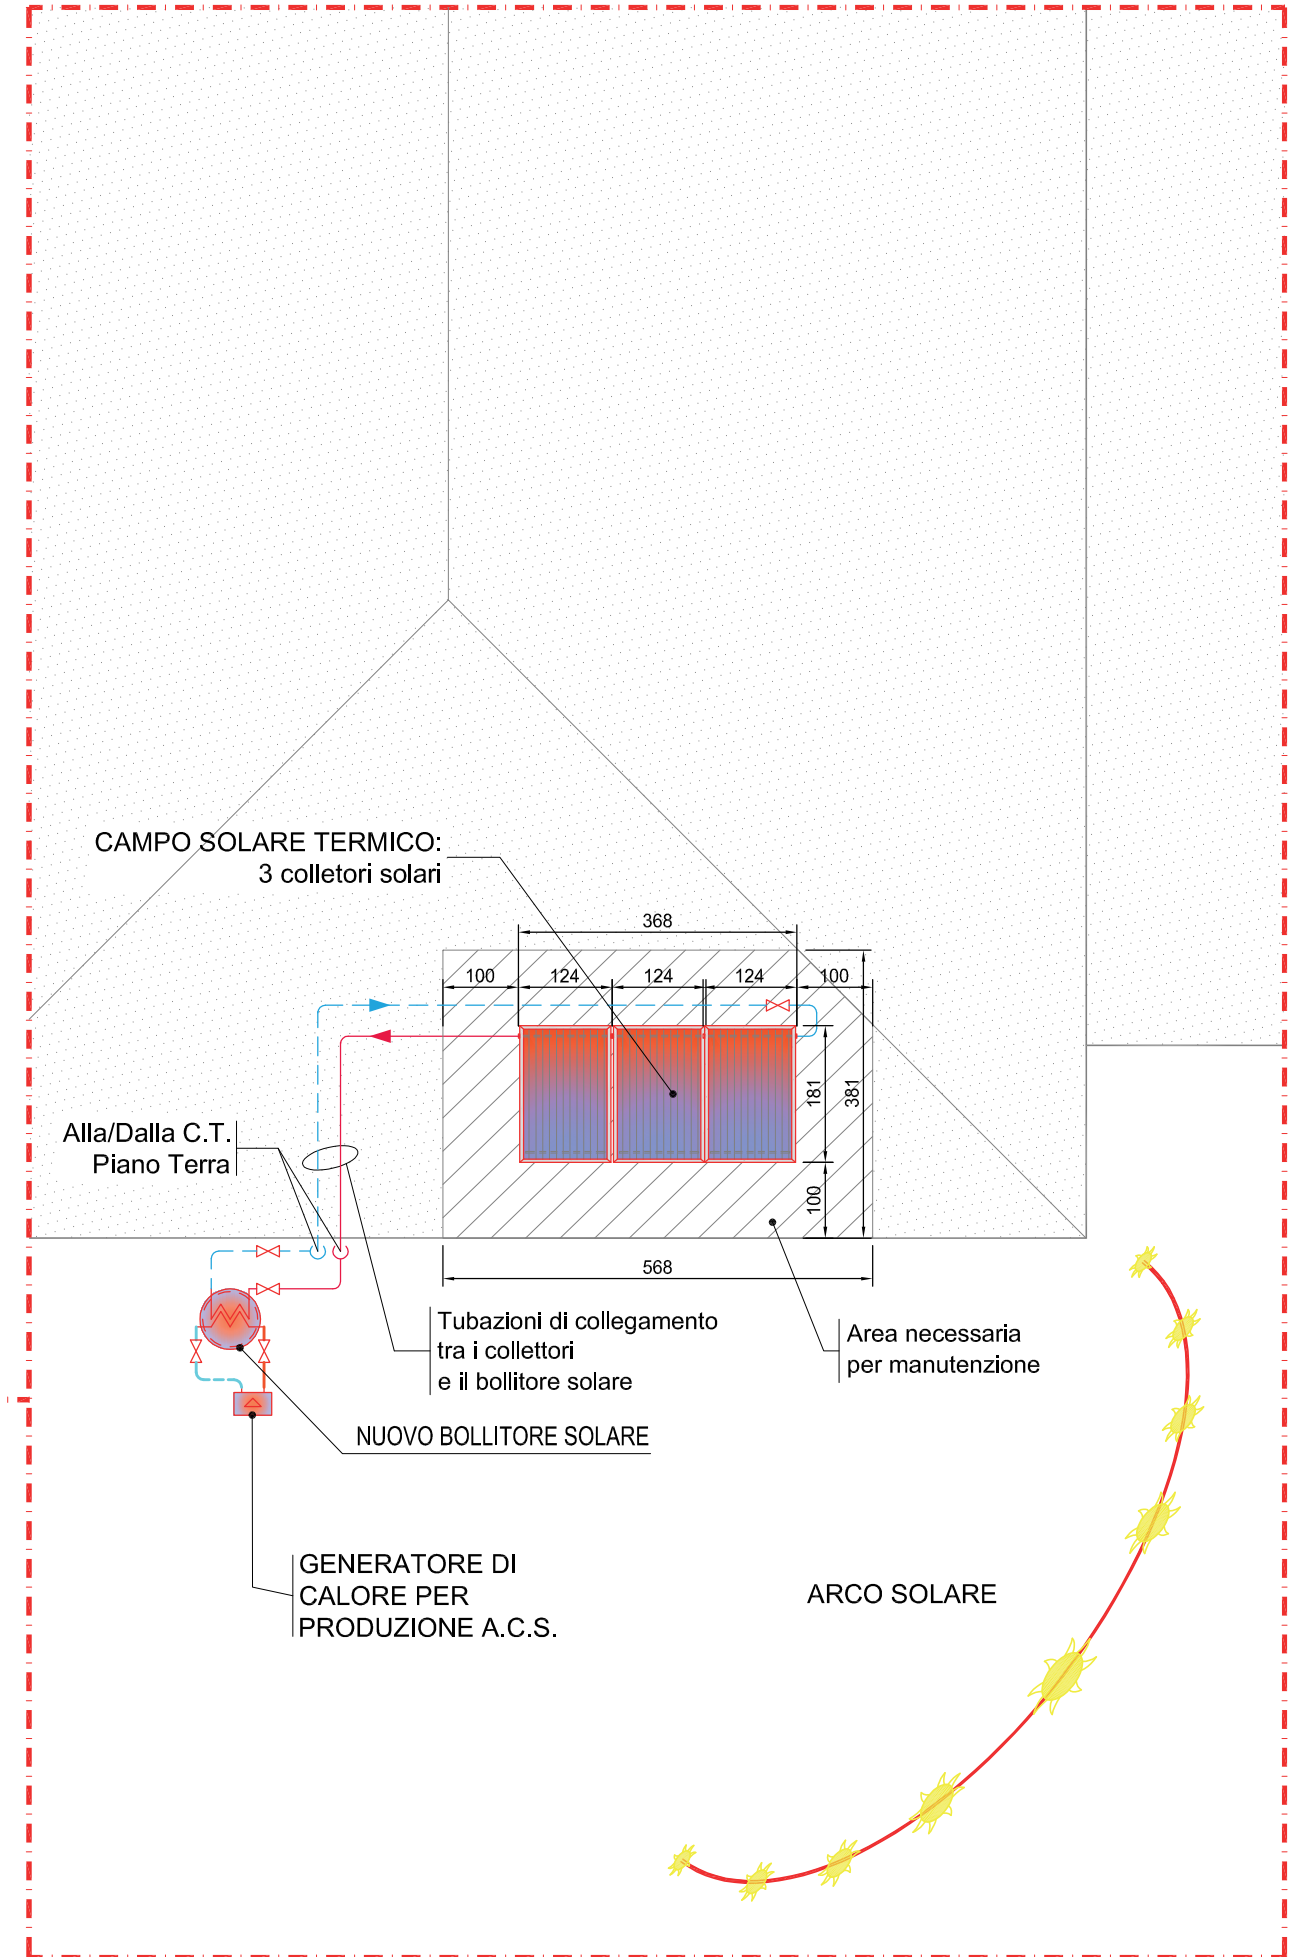 CAMPO SOLARE TERMICO:
3 colletori solari
368
100
124
124
124
100
181
381
100
568
Alla/Dalla C.T.
Piano Terra
Tubazioni di collegamento
tra i collettori
e il bollitore solare
Area necessaria
per manutenzione
NUOVO BOLLITORE SOLARE
GENERATORE DI
CALORE PER
PRODUZIONE A.C.S.
ARCO SOLARE